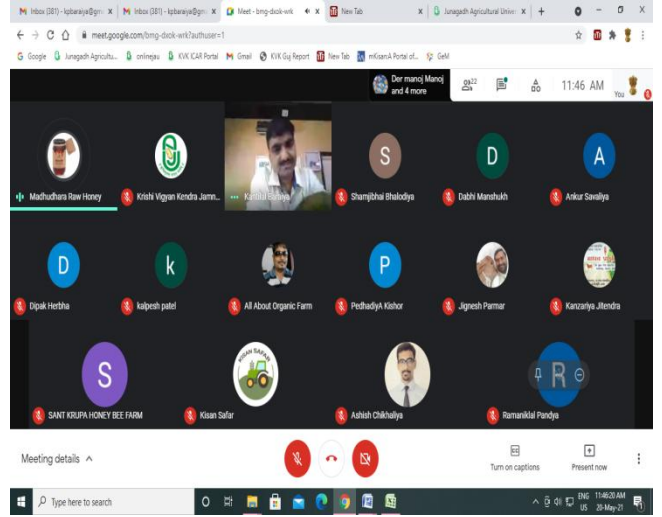 Inbox (381) - kpbaraiya@gm
Inbox (381) - kpbaraiya@gm
Meet - bmg-dxok-wrk
New Tab
Junagadh Agricultural Univer
meet.google.com/bmg-dxok-wrk?authuser=1
Google
Junagadh Agricultu...
onlinejau
KVK ICAR Portal
Gmail
KVK Guj Report
New Tab
mKisan:A Portal of...
GeM
Der manoj Manoj
and 4 more
22
11:46 AM
You
Madhudhara Raw Honey
Krishi Vigyan Kendra Jamn...
S
Shamjibhai Bhalodiya
D
Dabhi Manshukh
A
Ankur Savaliya
D
Dipak Herbha
k
kalpesh patel
All About Organic Farm
P
PedhadiyA Kishor
Jignesh Parmar
Kanzariya Jitendra
S
SANT KRUPA HONEY BEE FARM
KISAN SAFAR
Kisan Safar
Ashish Chikhaliya
R
Ramaniklal Pandya
Meeting details
Turn on captions
Present now
Type here to search
ENG
US
11:46:20 AM
20-May-21